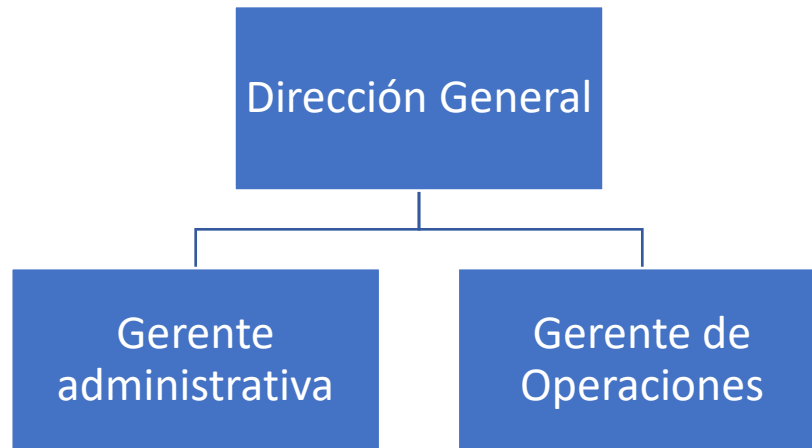 Dirección General
Gerente
administrativa
Gerente de
Operaciones